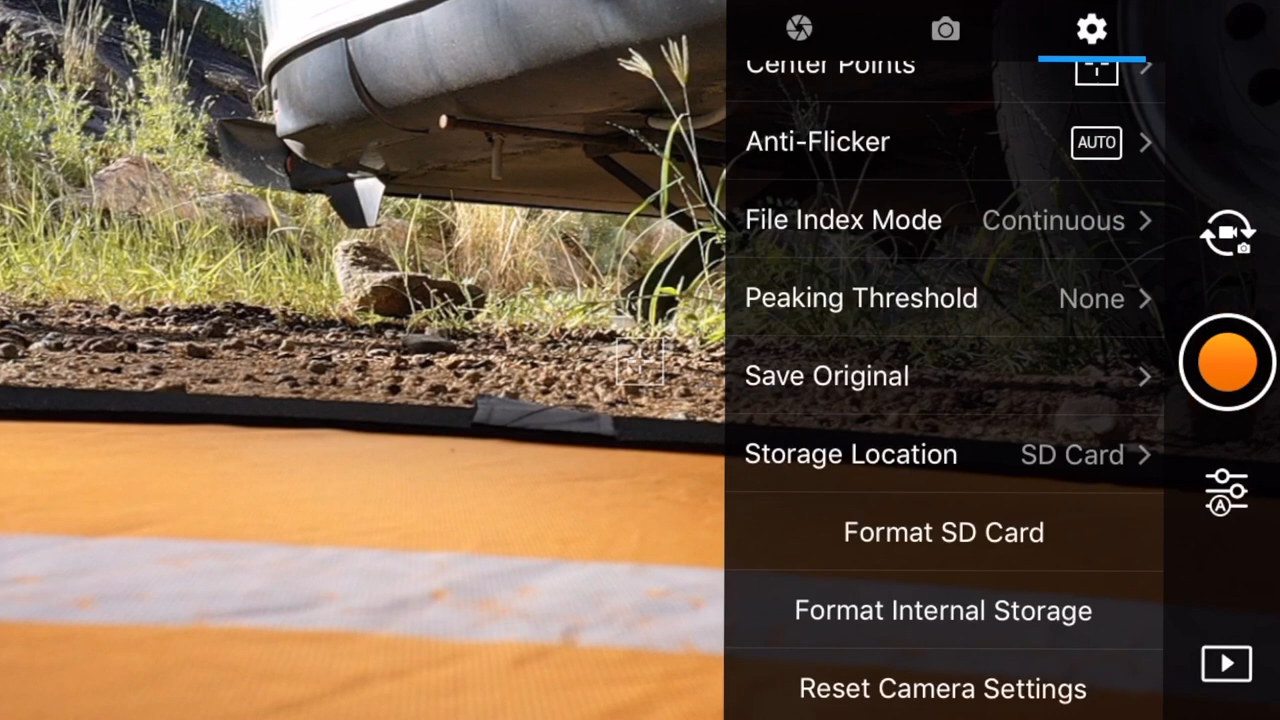 Center Points
Anti-Flicker AUTO
File Index Mode Continuous
Peaking Threshold None
Save Original
Storage Location SD Card
A
Format SD Card
Format Internal Storage
Reset Camera Settings